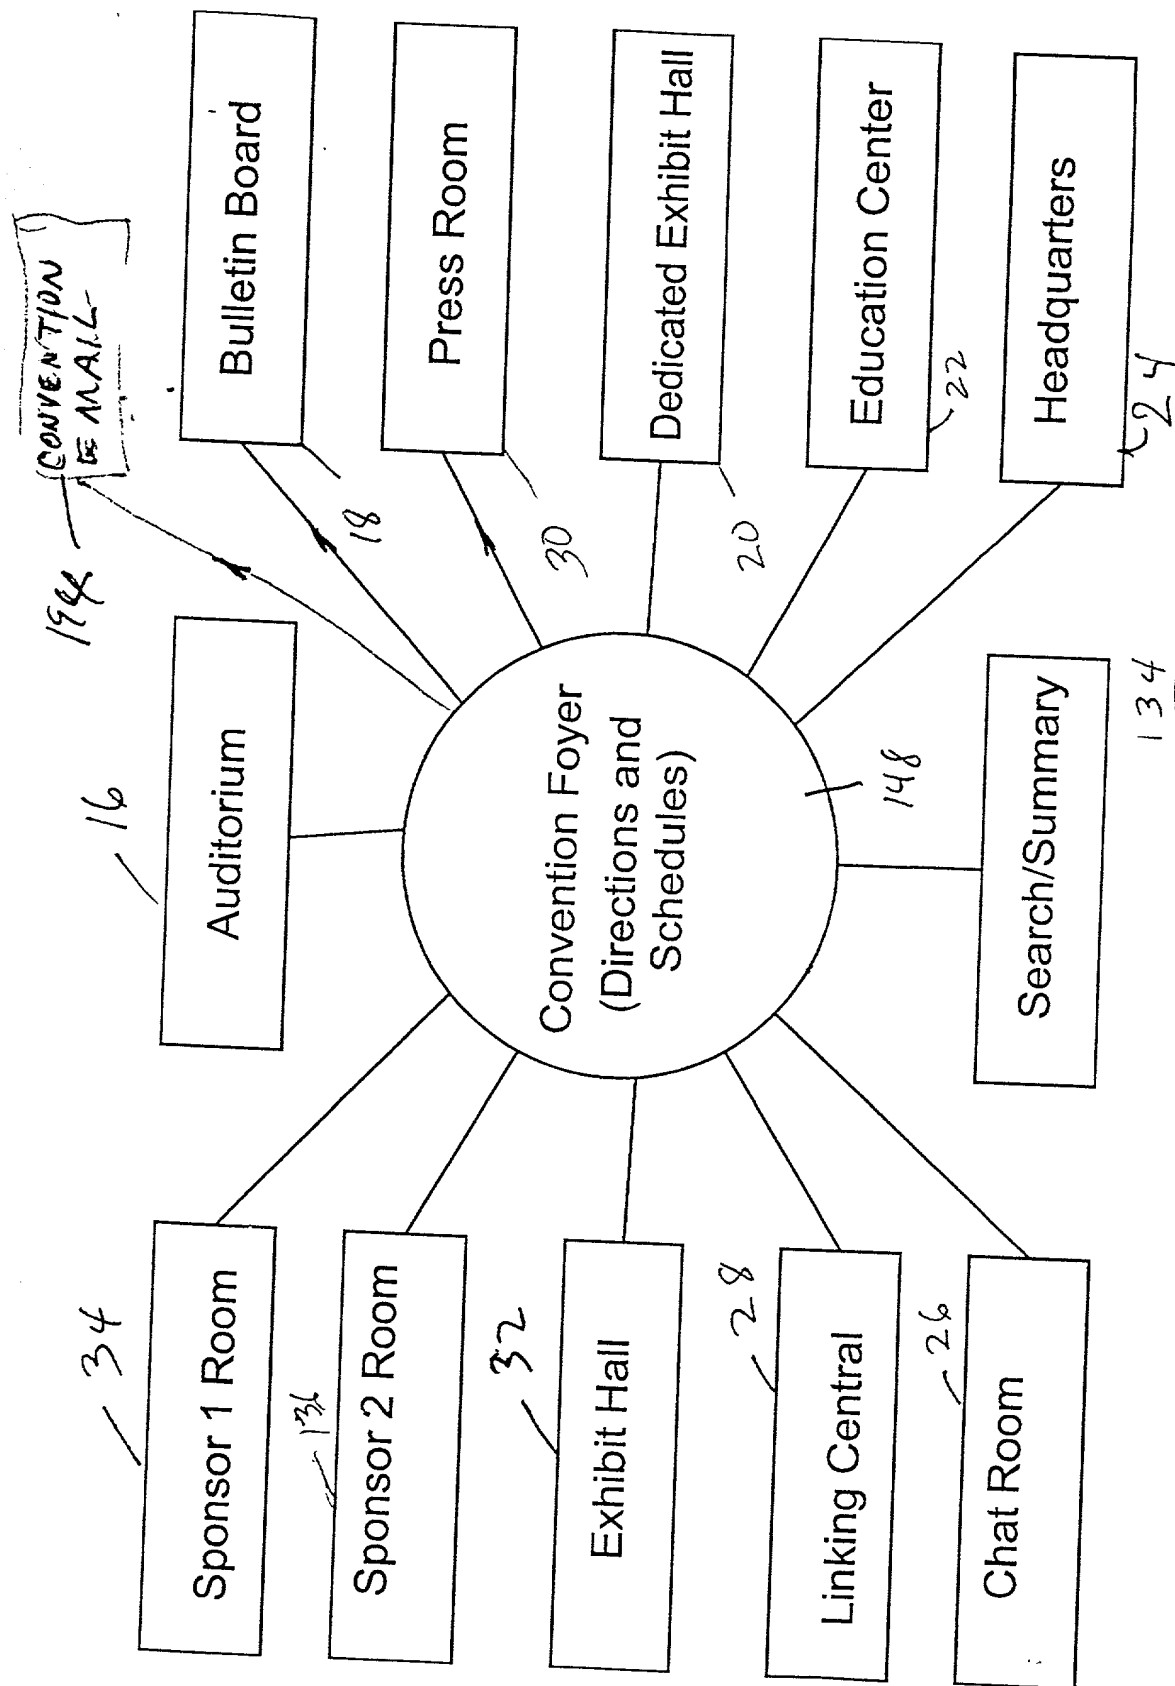 CONVENTION
E MAIL
194
34
Sponsor 1 Room
16
Auditorium
Bulletin Board
18
136
Sponsor 2 Room
Press Room
30
32
Exhibit Hall
Convention Foyer
(Directions and
Schedules)
148
Dedicated Exhibit Hall
20
28
Linking Central
Education Center
22
26
Chat Room
Search/Summary
134
Headquarters
24